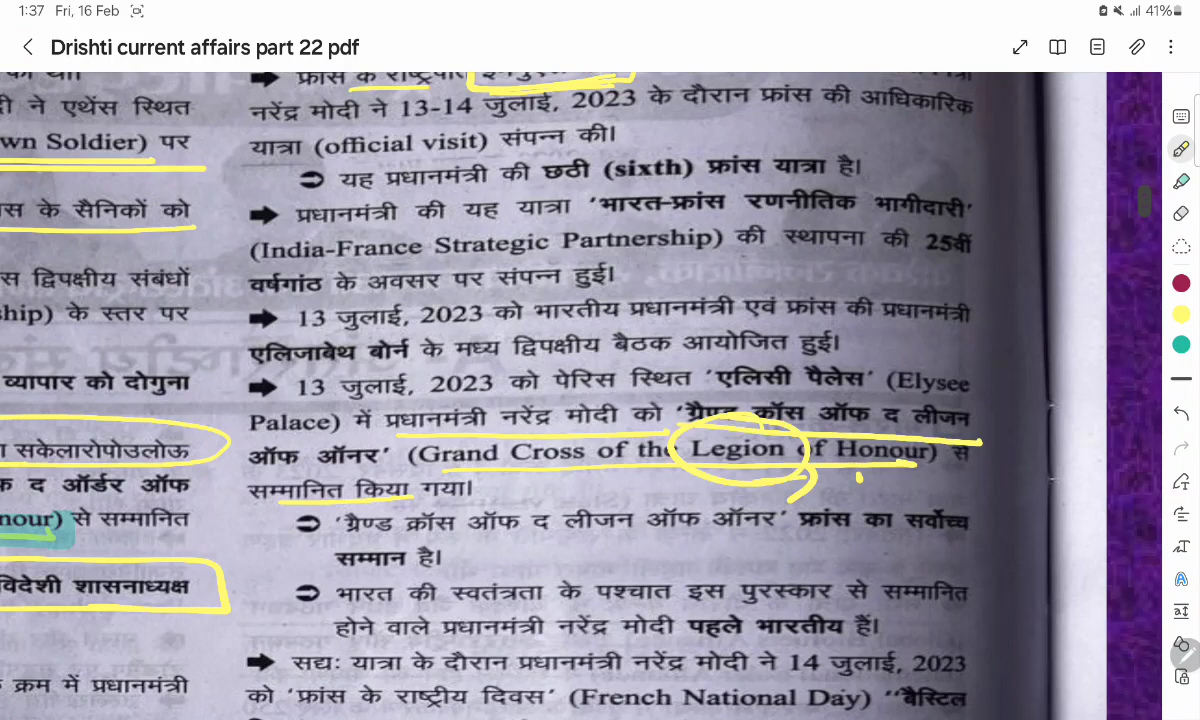 1:37 Fri, 16 Feb
41%
Drishti current affairs part 22 pdf
दी ने एथेंस स्थित
wn Soldier) पर
स के सैनिकों को
स द्विपक्षीय संबंधों
ship) के स्तर पर
व्यापार को दोगुना
ा सकेलारोपोउलोऊ
क द ऑर्डर ऑफ
nour) से सम्मानित
विदेशी शासनाध्यक्ष
क्रम में प्रधानमंत्री
➡ फ्रांस के राष्ट्रपति
नरेंद्र मोदी ने 13-14 जुलाई, 2023 के दौरान फ्रांस की आधिकारिक
यात्रा (official visit) संपन्न की।
➲ यह प्रधानमंत्री की छठी (sixth) फ्रांस यात्रा है।
➡ प्रधानमंत्री की यह यात्रा 'भारत-फ्रांस रणनीतिक भागीदारी'
(India-France Strategic Partnership) की स्थापना की 25वीं
वर्षगांठ के अवसर पर संपन्न हुई।
➡ 13 जुलाई, 2023 को भारतीय प्रधानमंत्री एवं फ्रांस की प्रधानमंत्री
एलिजाबेथ बोर्न के मध्य द्विपक्षीय बैठक आयोजित हुई।
➡ 13 जुलाई, 2023 को पेरिस स्थित 'एलिसी पैलेस' (Elysee
Palace) में प्रधानमंत्री नरेंद्र मोदी को 'ग्रैण्ड क्रॉस ऑफ द लीजन
ऑफ ऑनर' (Grand Cross of the Legion of Honour) से
सम्मानित किया गया।
➲ 'ग्रैण्ड क्रॉस ऑफ द लीजन ऑफ ऑनर' फ्रांस का सर्वोच्च
सम्मान है।
➲ भारत की स्वतंत्रता के पश्चात इस पुरस्कार से सम्मानित
होने वाले प्रधानमंत्री नरेंद्र मोदी पहले भारतीय हैं।
➡ सद्य: यात्रा के दौरान प्रधानमंत्री नरेंद्र मोदी ने 14 जुलाई, 2023
को 'फ्रांस के राष्ट्रीय दिवस' (French National Day) "बैस्टिल